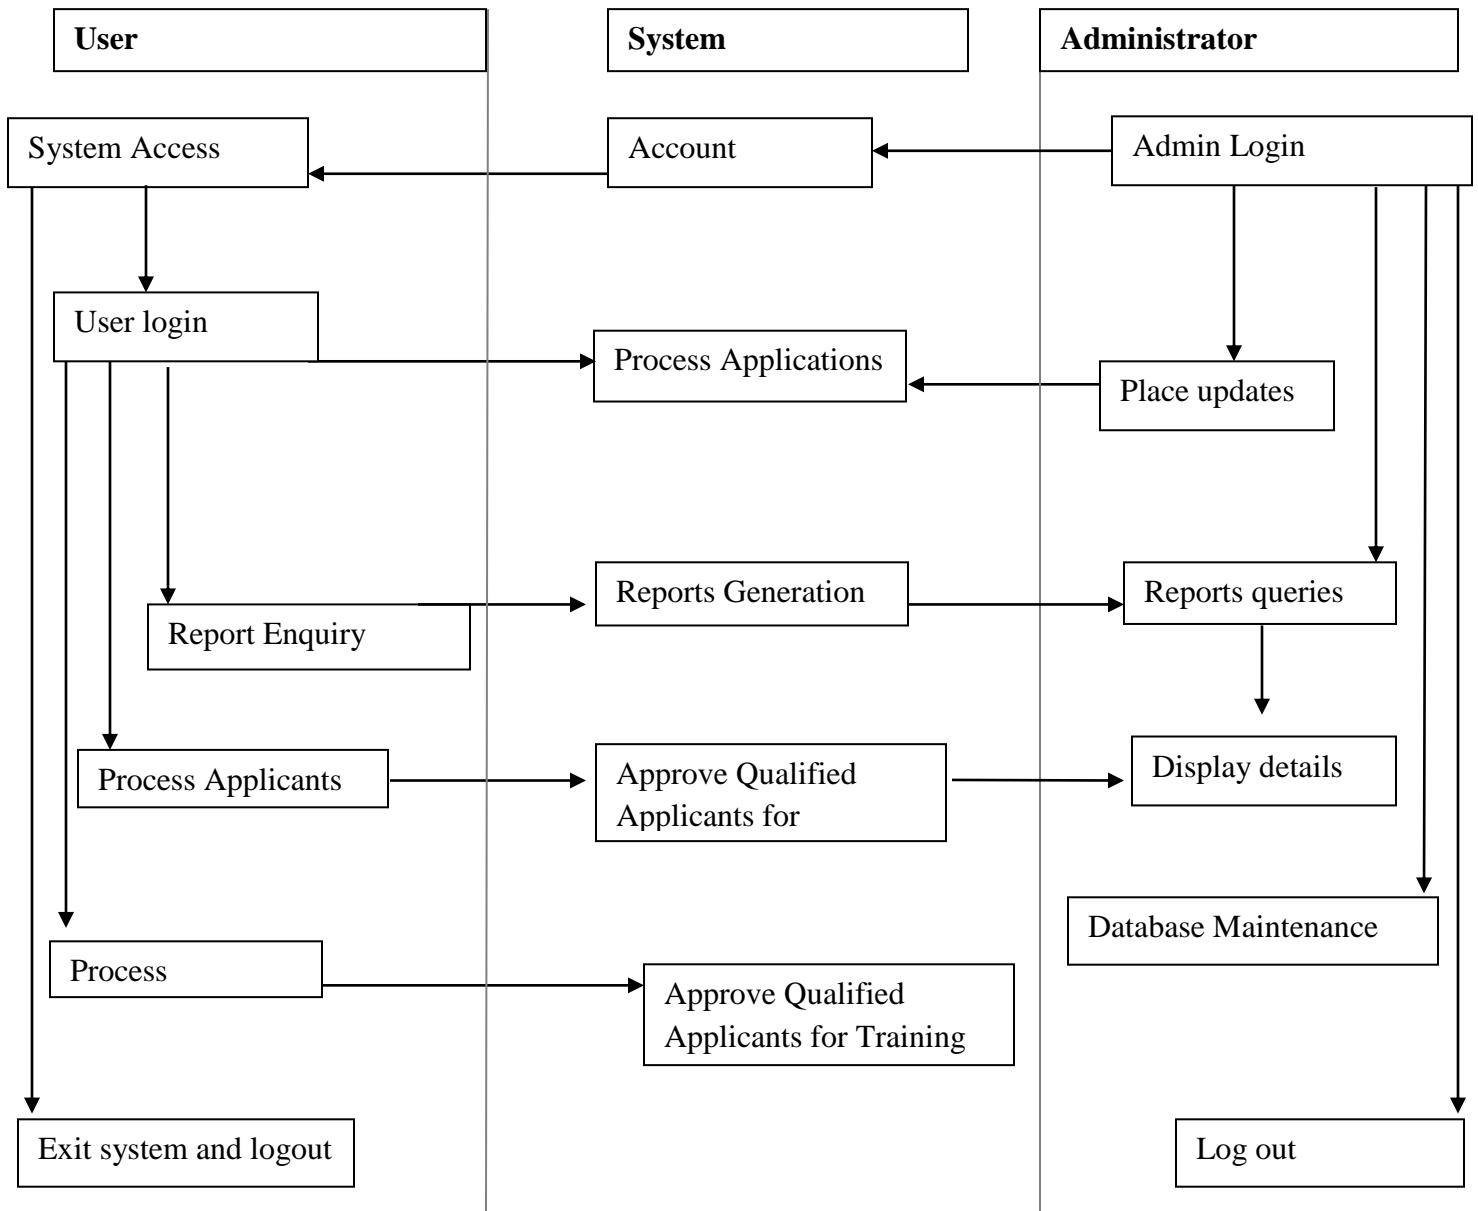 User
System
Administrator
System Access
Account
Admin Login
User login
Process Applications
Place updates
Reports Generation
Reports queries
Report Enquiry
Process Applicants
Approve Qualified
Applicants for
Display details
Database Maintenance
Process
Approve Qualified
Applicants for Training
Exit system and logout
Log out